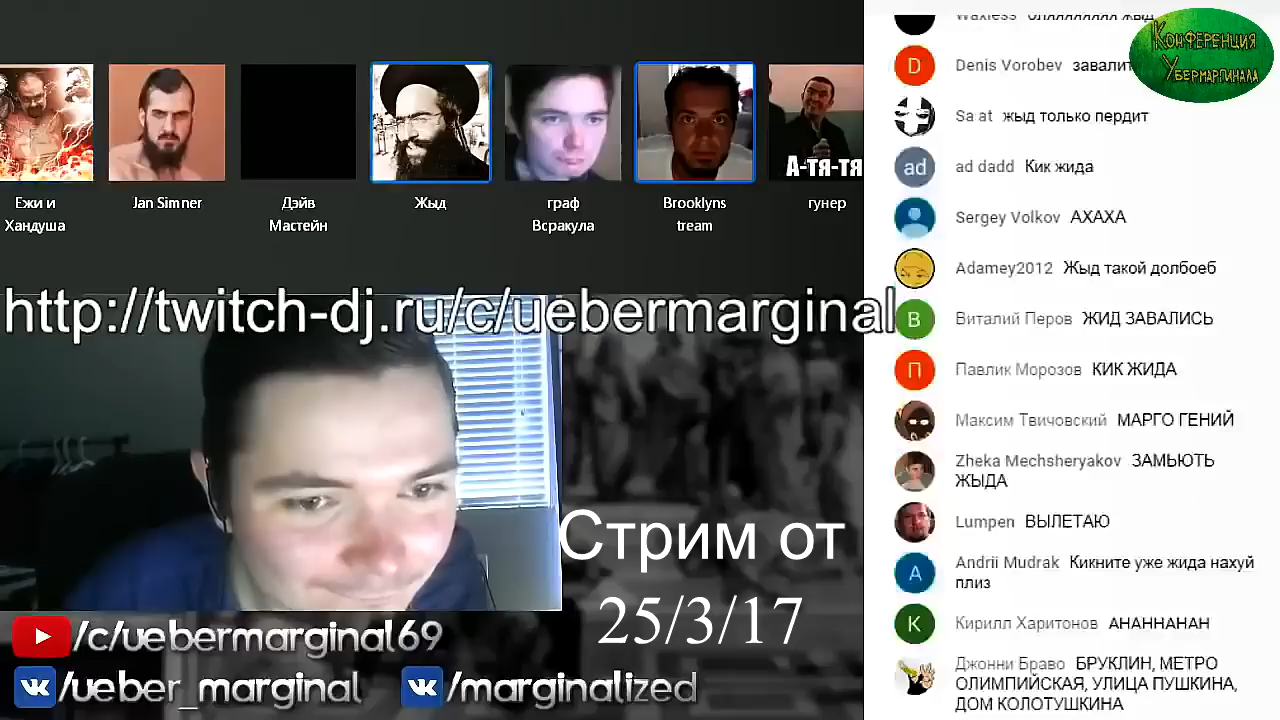 Ежи и
Хандуша
Jan Simner
Дэйв
Мастейн
Жыд
граф
Всракула
Brooklyns
tream
А-ТЯ-ТЯ
гунер
http://twitch-dj.ru/c/uebermarginal
Стрим от
25/3/17
/c/uebermarginal69
/ueber_marginal
/marginalized
Конференция
Убермаргинала
Waxless
Denis Vorobev
Sa at жыд только пердит
ad dadd Кик жида
Sergey Volkov АХАХА
Adamey2012 Жыд такой долбоеб
Виталий Перов ЖИД ЗАВАЛИСЬ
Павлик Морозов КИК ЖИДА
Максим Твичовский МАРГО ГЕНИЙ
Zheka Mechsheryakov ЗАМЬЮТЬ
ЖЫДА
Lumpen ВЫЛЕТАЮ
Andrii Mudrak Кикните уже жида нахуй
плиз
Кирилл Харитонов АНАННАНАН
Джонни Браво БРУКЛИН, МЕТРО
ОЛИМПИЙСКАЯ, УЛИЦА ПУШКИНА,
ДОМ КОЛОТУШКИНА